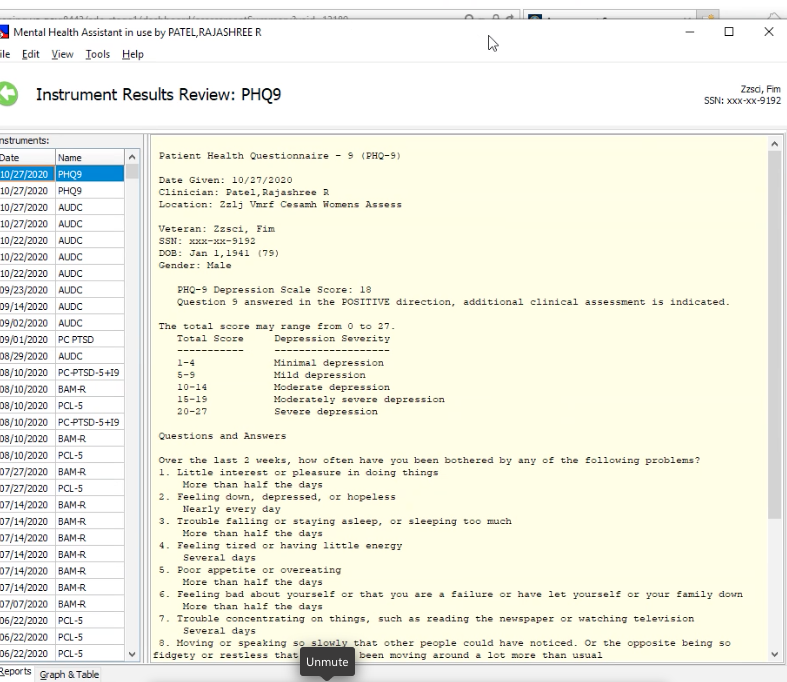 Mental Health Assistant in use by PATEL,RAJASHREE R
ile Edit View Tools Help
Instrument Results Review: PHQ9
Zzsci, Fim
SSN: xxx-xx-9192
nstruments:
Date Name
10/27/2020 PHQ9
10/27/2020 PHQ9
10/27/2020 AUDC
10/27/2020 AUDC
10/22/2020 AUDC
10/22/2020 AUDC
10/22/2020 AUDC
09/23/2020 AUDC
09/14/2020 AUDC
09/02/2020 AUDC
09/01/2020 PC PTSD
08/29/2020 AUDC
08/10/2020 PC-PTSD-5+I9
08/10/2020 BAM-R
08/10/2020 PCL-5
08/10/2020 PC-PTSD-5+I9
08/10/2020 BAM-R
08/10/2020 PCL-5
07/27/2020 BAM-R
07/27/2020 PCL-5
07/14/2020 BAM-R
07/14/2020 BAM-R
07/14/2020 BAM-R
07/14/2020 BAM-R
07/14/2020 BAM-R
07/14/2020 BAM-R
07/07/2020 BAM-R
06/22/2020 PCL-5
06/22/2020 PCL-5
06/22/2020 PCL-5
Patient Health Questionnaire - 9 (PHQ-9)
Date Given: 10/27/2020
Clinician: Patel,Rajashree R
Location: Zzlj Vmrf Cesamh Womens Assess
Veteran: Zzsci, Fim
SSN: xxx-xx-9192
DOB: Jan 1,1941 (79)
Gender: Male
PHQ-9 Depression Scale Score: 18
Question 9 answered in the POSITIVE direction, additional clinical assessment is indicated.
The total score may range from 0 to 27.
Total Score Depression Severity
----------- -------------------
1-4 Minimal depression
5-9 Mild depression
10-14 Moderate depression
15-19 Moderately severe depression
20-27 Severe depression
Questions and Answers
Over the last 2 weeks, how often have you been bothered by any of the following problems?
1. Little interest or pleasure in doing things
More than half the days
2. Feeling down, depressed, or hopeless
Nearly every day
3. Trouble falling or staying asleep, or sleeping too much
More than half the days
4. Feeling tired or having little energy
Several days
5. Poor appetite or overeating
More than half the days
6. Feeling bad about yourself or that you are a failure or have let yourself or your family down
More than half the days
7. Trouble concentrating on things, such as reading the newspaper or watching television
Several days
8. Moving or speaking so slowly that other people could have noticed. Or the opposite being so
fidgety or restless that been moving around a lot more than usual
Unmute
Reports Graph & Table